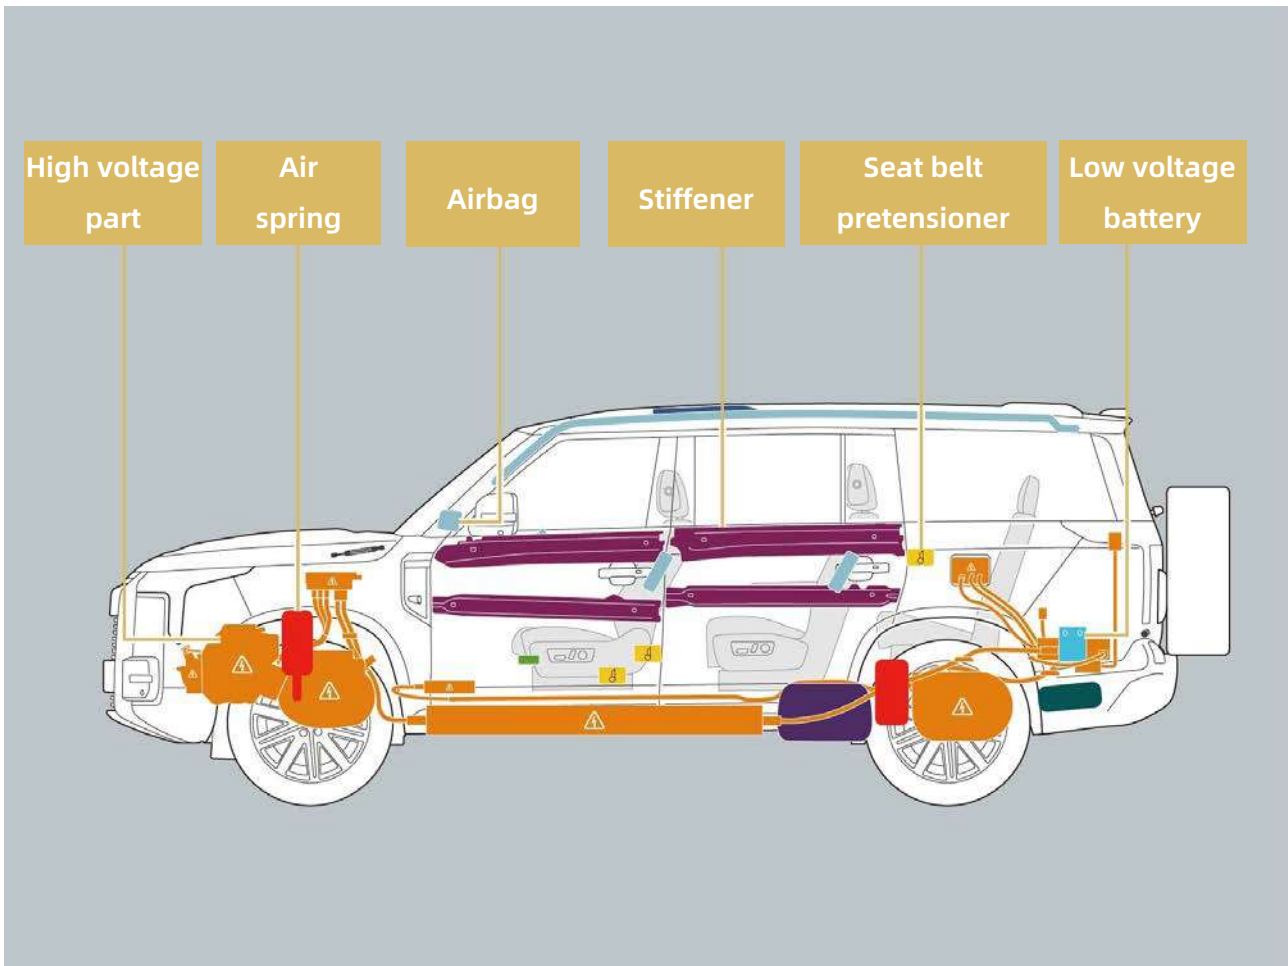 High voltage
part
Air
spring
Airbag
Stiffener
Seat belt
pretensioner
Low voltage
battery